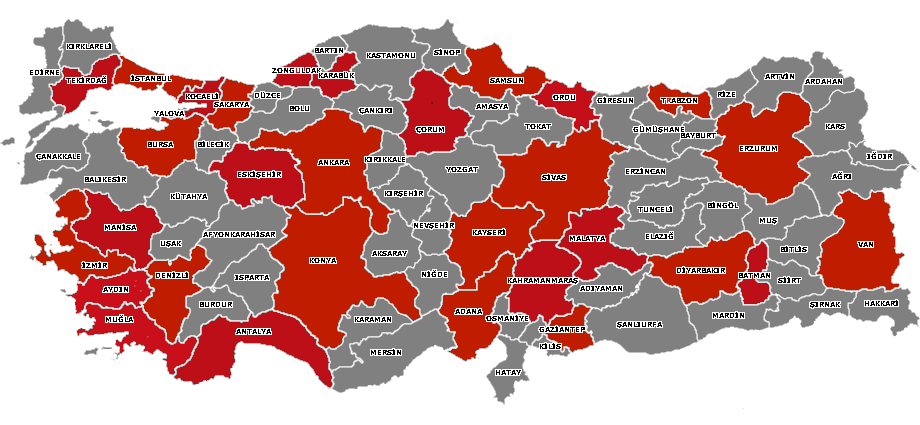 KIRKLARELİ
EDİRNE
TEKİRDAĞ
İSTANBUL
KOCAELİ
YALOVA
SAKARYA
DÜZCE
BOLU
ZONGULDAK
BARTIN
KARABÜK
KASTAMONU
SİNOP
ÇANKIRI
ÇORUM
SAMSUN
AMASYA
TOKAT
ORDU
GİRESUN
TRABZON
GÜMÜŞHANE
BAYBURT
RİZE
ARTVİN
ARDAHAN
KARS
IĞDIR
AĞRI
ERZURUM
ERZİNCAN
ÇANAKKALE
BALIKESİR
BURSA
BİLECİK
KÜTAHYA
ESKİŞEHİR
ANKARA
KIRIKKALE
KIRŞEHİR
YOZGAT
SİVAS
TUNCELİ
BİNGÖL
MUŞ
BİTLİS
VAN
MANİSA
UŞAK
AFYONKARAHİSAR
İZMİR
AYDIN
DENİZLİ
ISPARTA
BURDUR
MUĞLA
ANTALYA
KONYA
AKSARAY
NEVŞEHİR
KAYSERİ
NİĞDE
KARAMAN
MERSİN
ADANA
OSMANİYE
KAHRAMANMARAŞ
MALATYA
ELAZIĞ
ADIYAMAN
GAZİANTEP
KİLİS
HATAY
ŞANLIURFA
DİYARBAKIR
BATMAN
SİİRT
MARDİN
ŞIRNAK
HAKKARİ